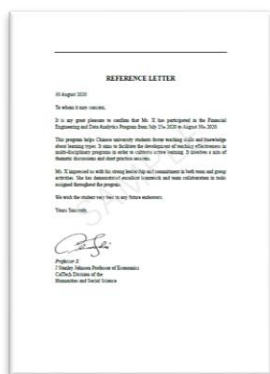 REFERENCE LETTER
10 August 2020
To whom it may concern,
It is my great pleasure to confirm that Mr. X has participated in the Financial
Engineering and Data Analytics Program from July 21st 2020 to August 10th 2020.
This program helps Chinese university students foster teaching skills and knowledge
about learning types. It aims to facilitate the development of teaching effectiveness in
multi-disciplinary programs in order to cultivate active learning. It involves a mix of
thematic discussions and short practice sessions.
Mr. X impressed us with his strong leadership and commitment in both team and group
activities. She has demonstrated excellent teamwork and team collaboration in tasks
assigned throughout the program.
We wish the student very best in any future endeavors.
Yours Sincerely,
Professor X
J Stanley Johnson Professor of Economics
CalTech Division of the
Humanities and Social Science
SAMPLE